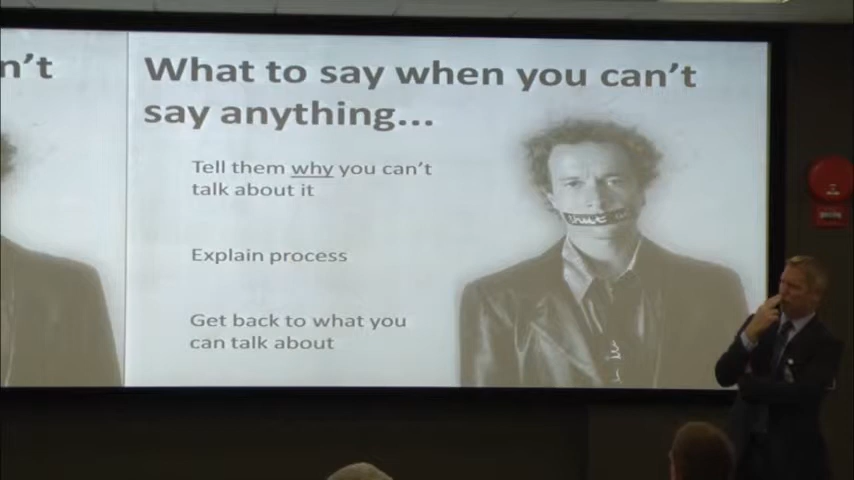 n't
What to say when you can't
say anything...
Tell them why you can't
talk about it
Explain process
Get back to what you
can talk about